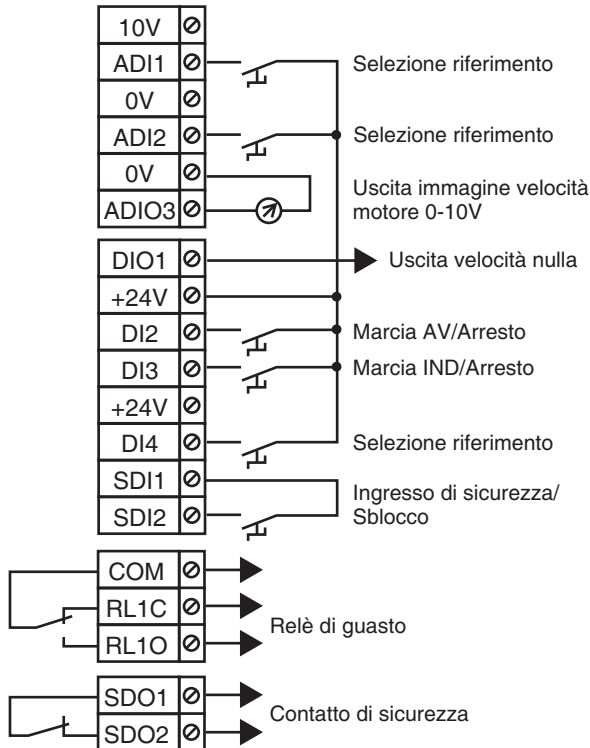 10V
ADI1 Selezione riferimento
0V
ADI2 Selezione riferimento
0V
ADIO3
Uscita immagine velocità
motore 0-10V
DIO1 Uscita velocità nulla
+24V
DI2 Marcia AV/Arresto
DI3 Marcia IND/Arresto
+24V
DI4 Selezione riferimento
SDI1
SDI2
Ingresso di sicurezza/
Sblocco
COM
RL1C
RL1O
Relè di guasto
SDO1
SDO2
Contatto di sicurezza